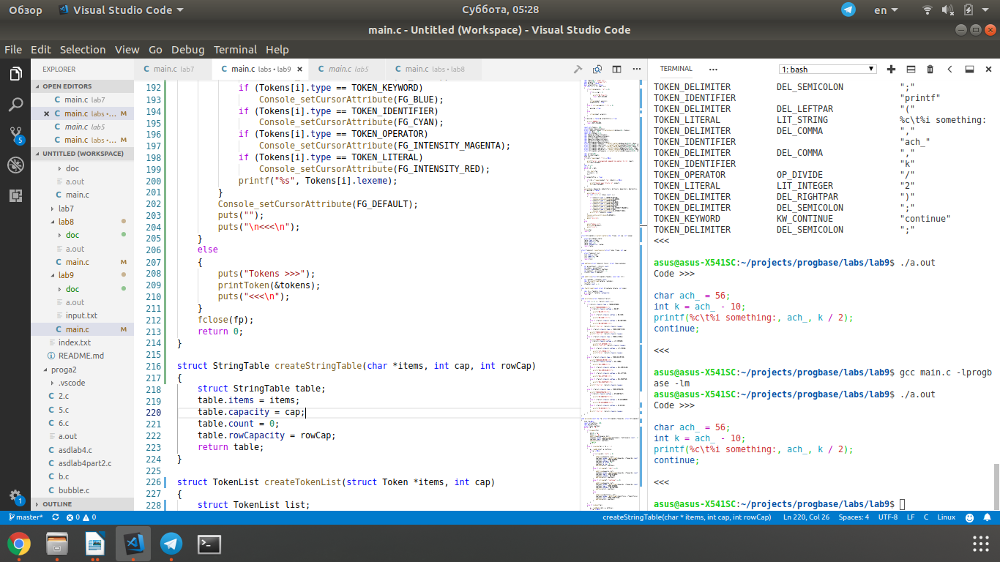 Обзор Visual Studio Code Суббота, 05:28 en
main.c - Untitled (Workspace) - Visual Studio Code
File Edit Selection View Go Debug Terminal Help
EXPLORER
OPEN EDITORS
main.c lab7
main.c labs •... M
main.c lab5
main.c labs •... M
UNTITLED (WORKSPACE)
doc
a.out
main.c
lab7
lab8
doc
a.out
main.c M
lab9
doc
a.out
input.txt
main.c M
index.txt
README.md
proga2
.vscode
2.c
5.c
6.c
a.out
asdlab4.c
asdlab4part2.c
b.c
bubble.c
OUTLINE
5
1
main.c lab7 main.c labs • lab9 main.c lab5 main.c labs • lab8
192 if (Tokens[i].type == TOKEN_KEYWORD)
193 Console_setCursorAttribute(FG_BLUE);
194 if (Tokens[i].type == TOKEN_IDENTIFIER)
195 Console_setCursorAttribute(FG_CYAN);
196 if (Tokens[i].type == TOKEN_OPERATOR)
197 Console_setCursorAttribute(FG_INTENSITY_MAGENTA);
198 if (Tokens[i].type == TOKEN_LITERAL)
199 Console_setCursorAttribute(FG_INTENSITY_RED);
200 printf("%s", Tokens[i].lexeme);
201 }
202 Console_setCursorAttribute(FG_DEFAULT);
203 puts("");
204 puts("\n<<<\n");
205 }
206 else
207 {
208 puts("Tokens >>>");
209 printToken(&tokens);
210 puts("<<<\n");
211 }
212 fclose(fp);
213 return 0;
214 }
215
216 struct StringTable createStringTable(char *items, int cap, int rowCap)
217 {
218 struct StringTable table;
219 table.items = items;
220 table.capacity = cap;
221 table.count = 0;
222 table.rowCapacity = rowCap;
223 return table;
224 }
225
226 struct TokenList createTokenList(struct Token *items, int cap)
227 {
228 struct TokenList list;
TERMINAL ... 1: bash
TOKEN_DELIMITER DEL_SEMICOLON ";"
TOKEN_IDENTIFIER "printf"
TOKEN_DELIMITER DEL_LEFTPAR "("
TOKEN_LITERAL LIT_STRING %c\t%i something:
TOKEN_DELIMITER DEL_COMMA ","
TOKEN_IDENTIFIER "ach_"
TOKEN_DELIMITER DEL_COMMA ","
TOKEN_IDENTIFIER "k"
TOKEN_OPERATOR OP_DIVIDE "/"
TOKEN_LITERAL LIT_INTEGER "2"
TOKEN_DELIMITER DEL_RIGHTPAR ")"
TOKEN_DELIMITER DEL_SEMICOLON ";"
TOKEN_KEYWORD KW_CONTINUE "continue"
TOKEN_DELIMITER DEL_SEMICOLON ";"
<<<
asus@asus-X541SC:~/projects/progbase/labs/lab9$ ./a.out
Code >>>
char ach_ = 56;
int k = ach_ - 10;
printf(%c\t%i something:, ach_, k / 2);
continue;
<<<
asus@asus-X541SC:~/projects/progbase/labs/lab9$ gcc main.c -lprogb
ase -lm
asus@asus-X541SC:~/projects/progbase/labs/lab9$ ./a.out
Code >>>
char ach_ = 56;
int k = ach_ - 10;
printf(%c\t%i something:, ach_, k / 2);
continue;
<<<
asus@asus-X541SC:~/projects/progbase/labs/lab9$
master* 0 0 createStringTable(char * items, int cap, int rowCap) Ln 220, Col 26 Spaces: 4 UTF-8 LF C Linux